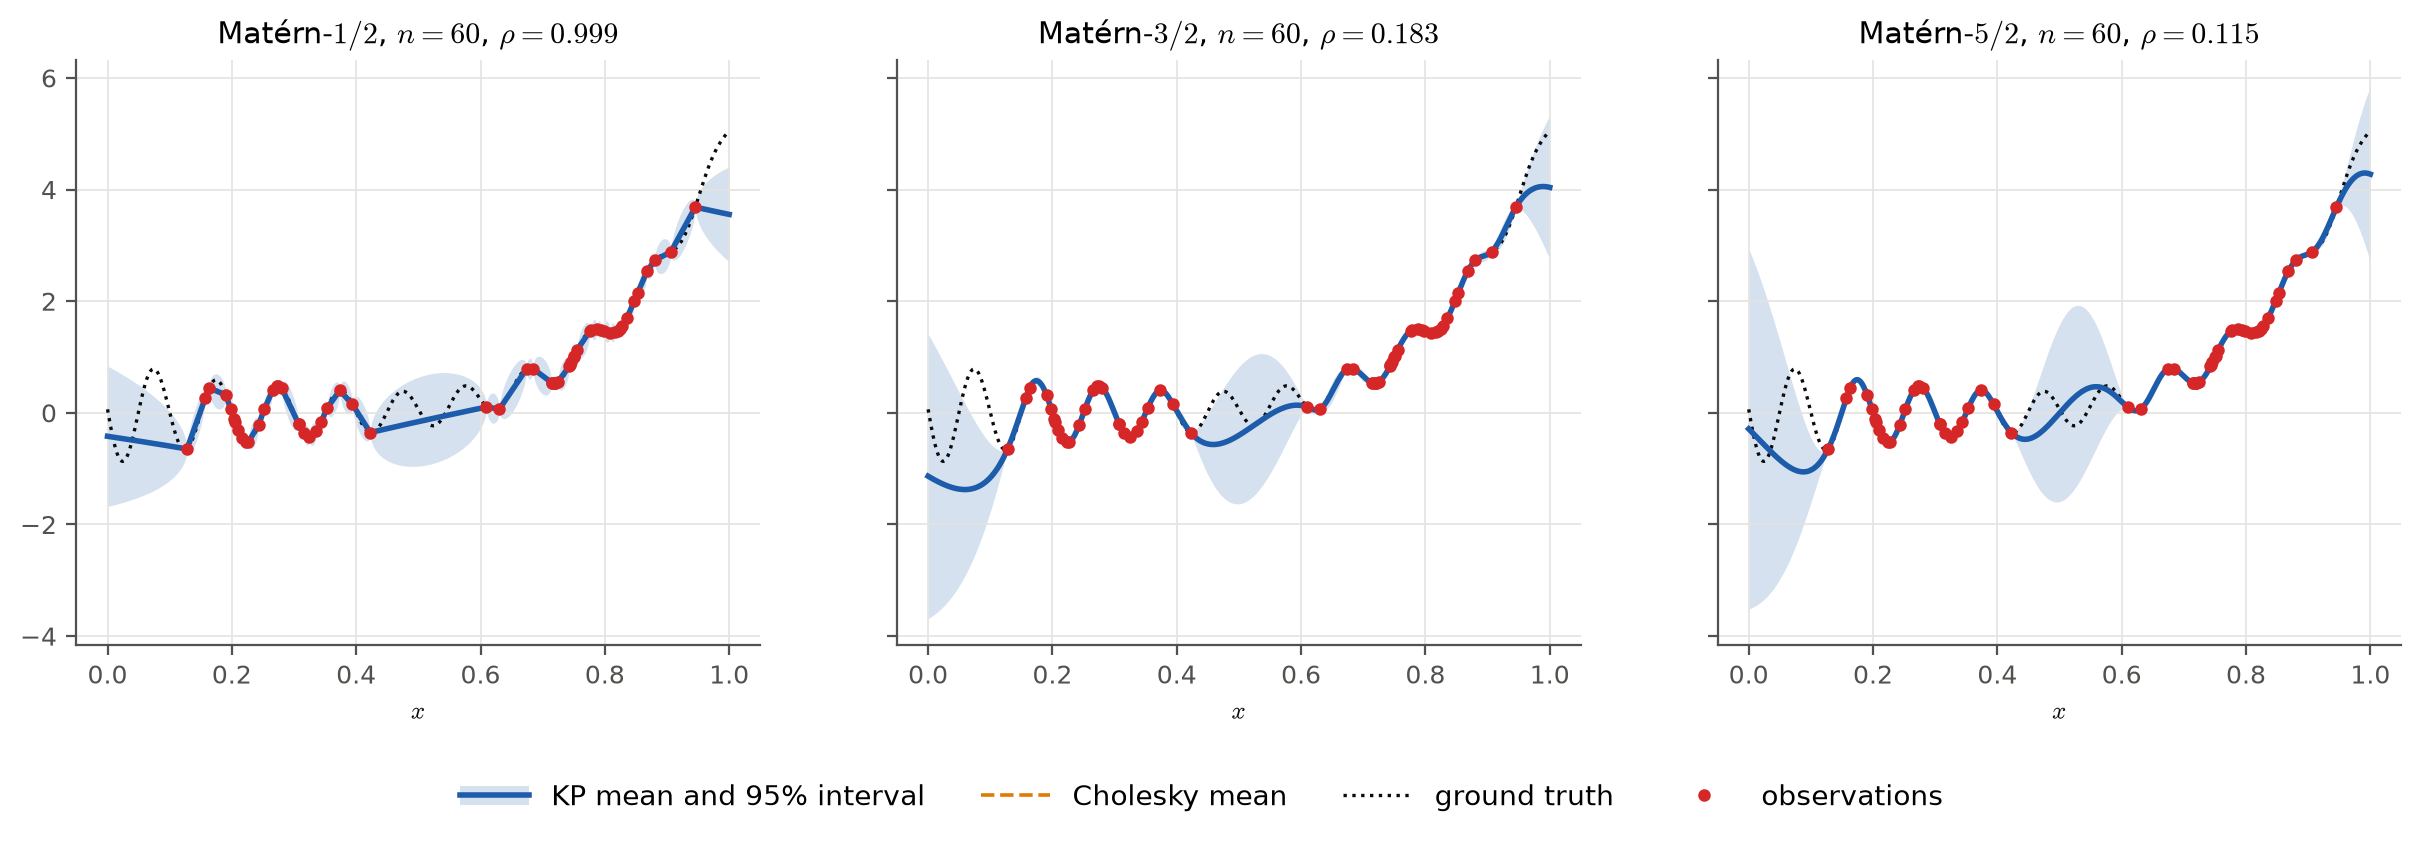 Matérn-1/2, n = 60, ρ = 0.999
Matérn-3/2, n = 60, ρ = 0.183
Matérn-5/2, n = 60, ρ = 0.115
6
4
2
0
−2
−4
0.0 0.2 0.4 0.6 0.8 1.0
0.0 0.2 0.4 0.6 0.8 1.0
0.0 0.2 0.4 0.6 0.8 1.0
x
x
x
KP mean and 95% interval
Cholesky mean
ground truth
observations